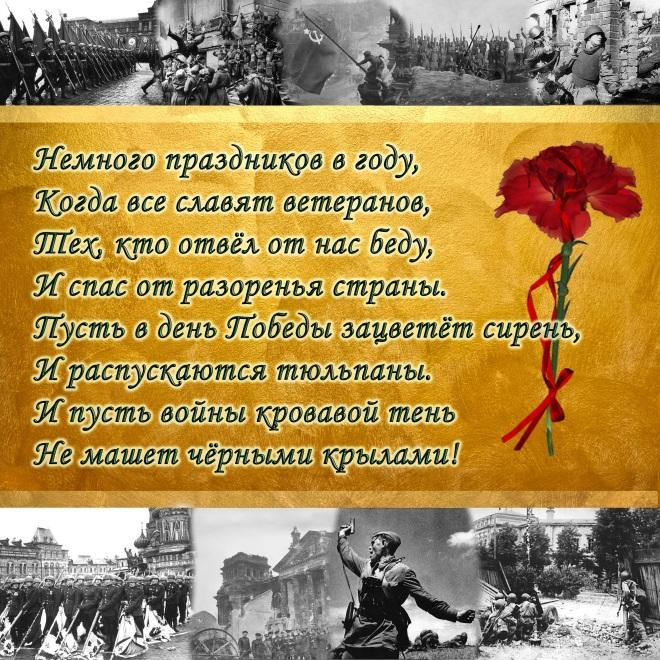 Немного праздников в году,
Когда все славят ветеранов,
Тех, кто отвёл от нас беду,
И спас от разоренья страны.
Пусть в день Победы зацветёт сирень,
И распускаются тюльпаны.
И пусть войны кровавой тень
Не машет чёрными крылами!